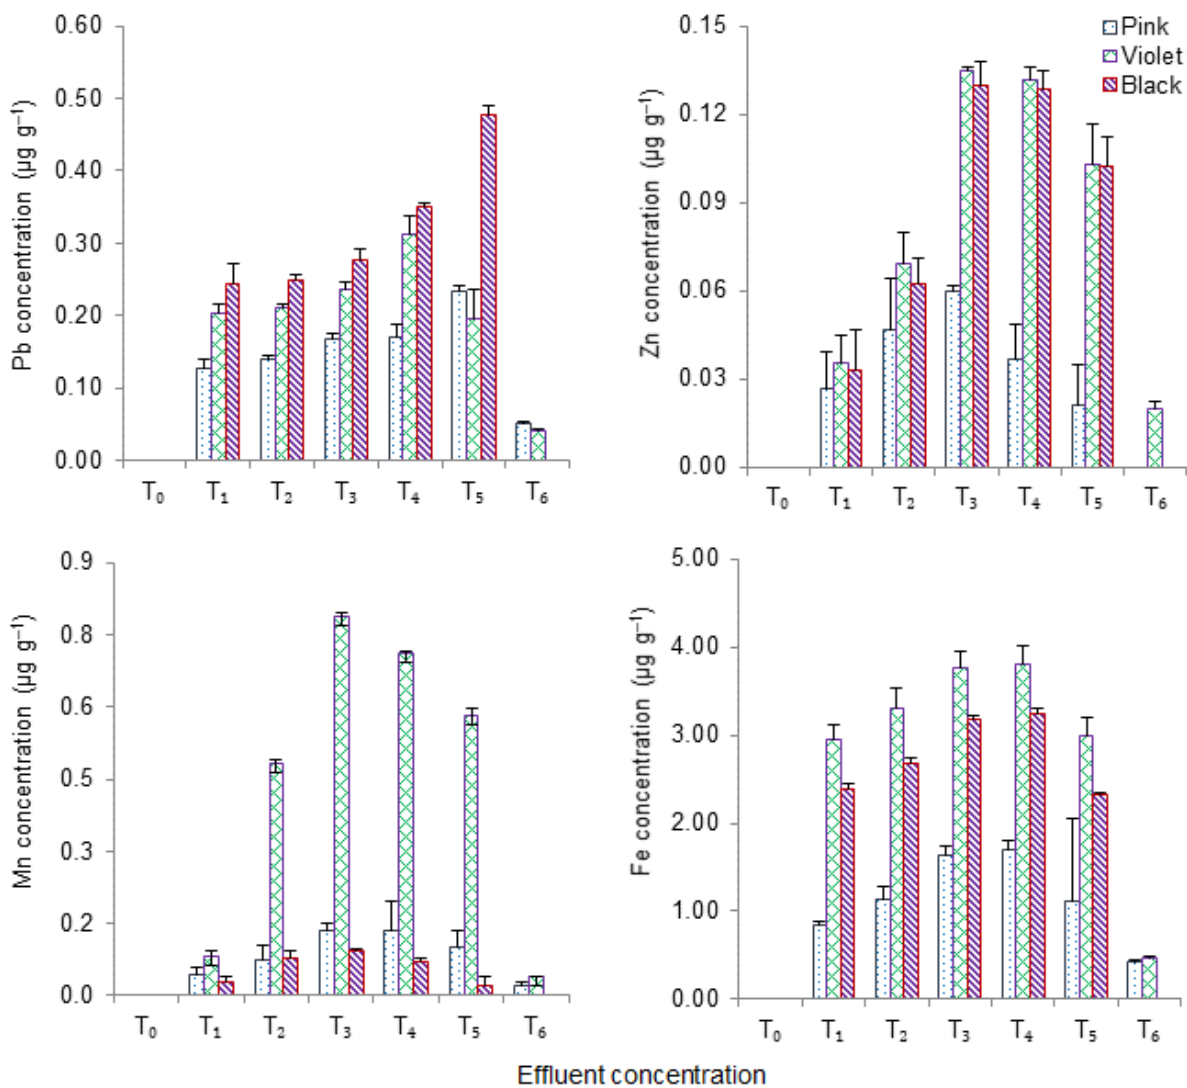 Pb concentration (µg g⁻¹)
0.60
0.50
0.40
0.30
0.20
0.10
0.00
T₀ T₁ T₂ T₃ T₄ T₅ T₆
Zn concentration (µg g⁻¹)
0.15
0.12
0.09
0.06
0.03
0.00
T₀ T₁ T₂ T₃ T₄ T₅ T₆
Pink
Violet
Black
Mn concentration (µg g⁻¹)
0.9
0.8
0.6
0.5
0.3
0.2
0.0
T₀ T₁ T₂ T₃ T₄ T₅ T₆
Fe concentration (µg g⁻¹)
5.00
4.00
3.00
2.00
1.00
0.00
T₀ T₁ T₂ T₃ T₄ T₅ T₆
Effluent concentration